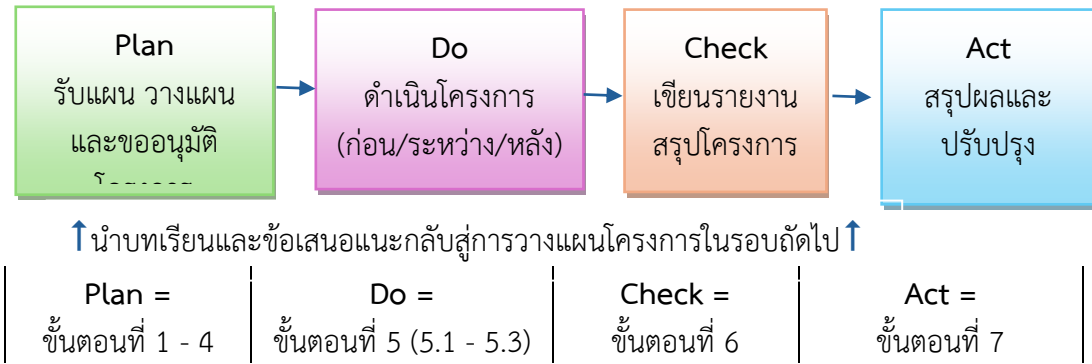 Plan
รับแผน วางแผน
และขออนุมัติ
Do
ดำเนินโครงการ
(ก่อน/ระหว่าง/หลัง)
Check
เขียนรายงาน
สรุปโครงการ
Act
สรุปผลและ
ปรับปรุง
↑นำบทเรียนและข้อเสนอแนะกลับสู่การวางแผนโครงการในรอบถัดไป↑
Plan =
ขั้นตอนที่ 1 - 4
Do =
ขั้นตอนที่ 5 (5.1 - 5.3)
Check =
ขั้นตอนที่ 6
Act =
ขั้นตอนที่ 7